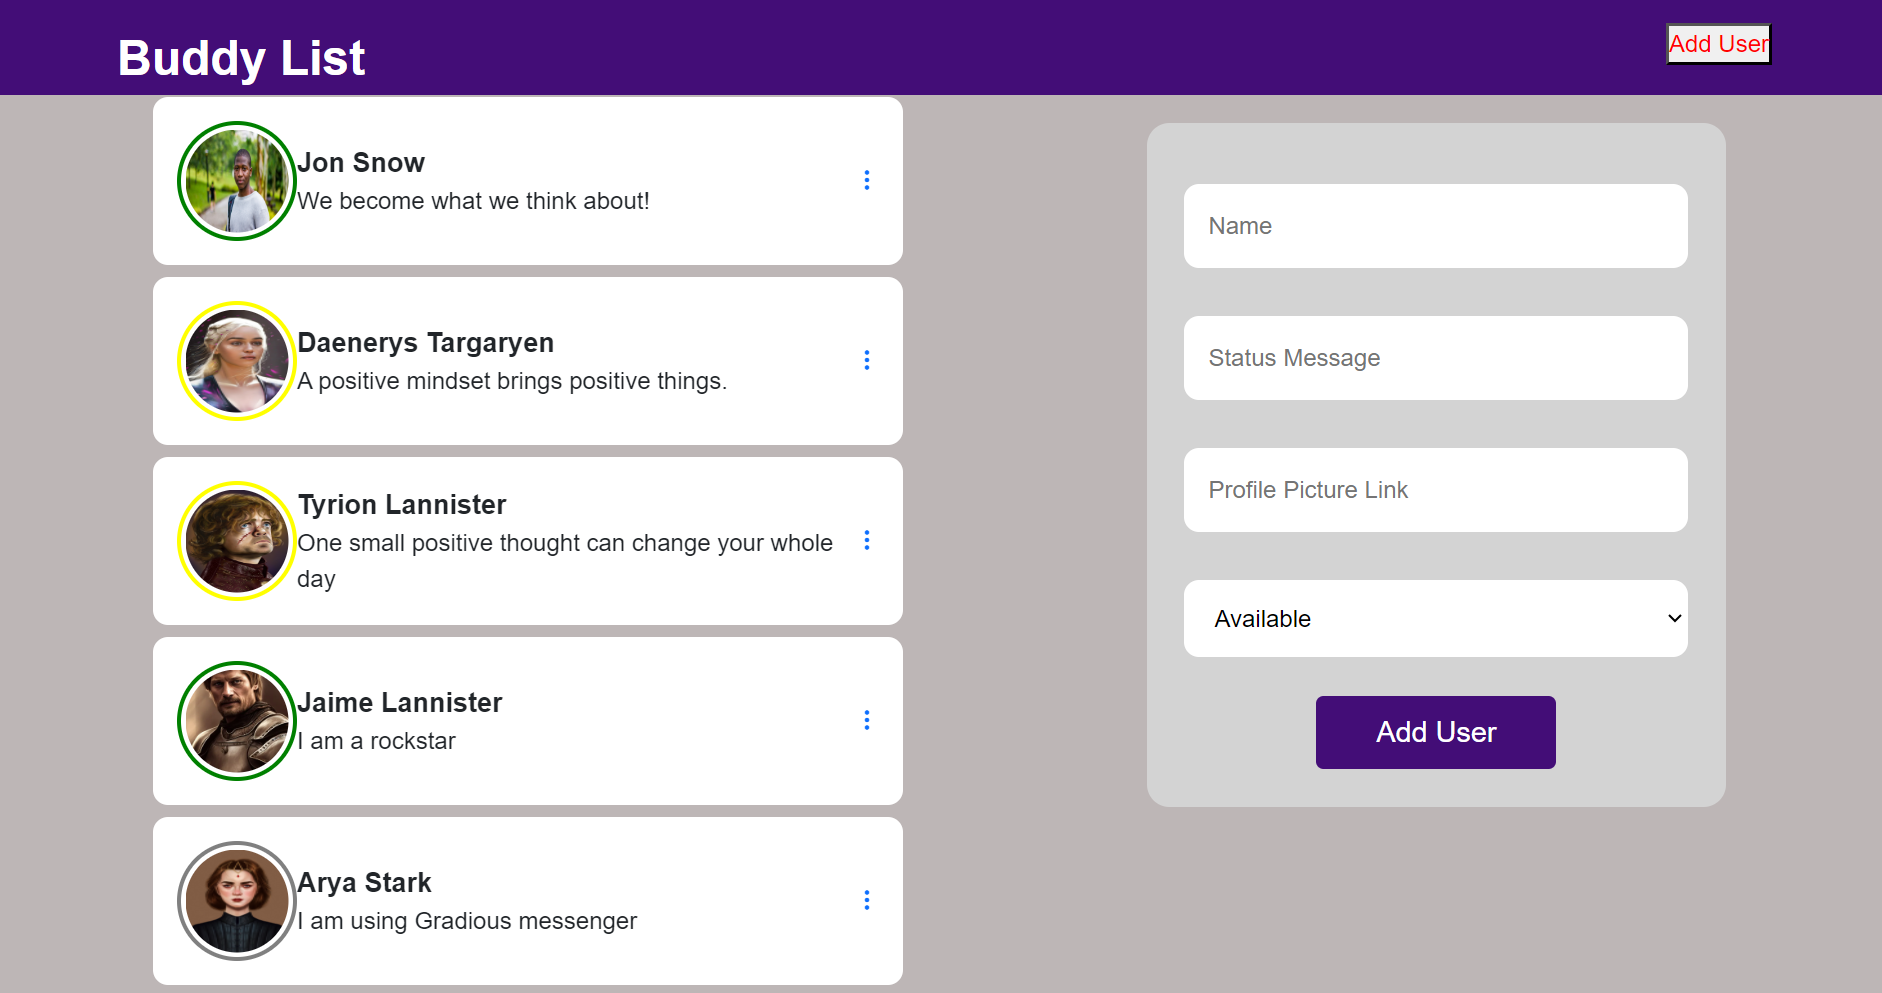 Buddy List
Add User
Jon Snow
We become what we think about!
Daenerys Targaryen
A positive mindset brings positive things.
Tyrion Lannister
One small positive thought can change your whole
day
Jaime Lannister
I am a rockstar
Arya Stark
I am using Gradious messenger
Name
Status Message
Profile Picture Link
Available
Add User